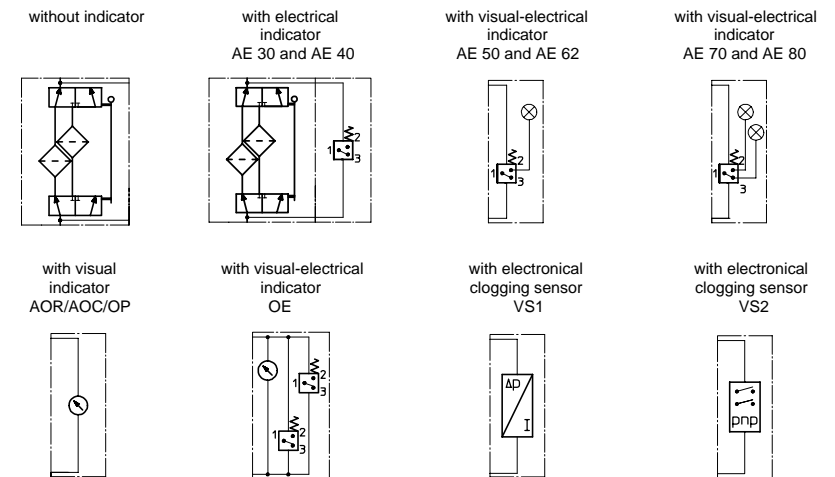 without indicator
with electrical
indicator
AE 30 and AE 40
with visual-electrical
indicator
AE 50 and AE 62
with visual-electrical
indicator
AE 70 and AE 80
1
2
3
1
2
3
1
2
3
with visual
indicator
AOR/AOC/OP
with visual-electrical
indicator
OE
with electronical
clogging sensor
VS1
with electronical
clogging sensor
VS2
1
2
3
1
2
3
Δp
I
pnp